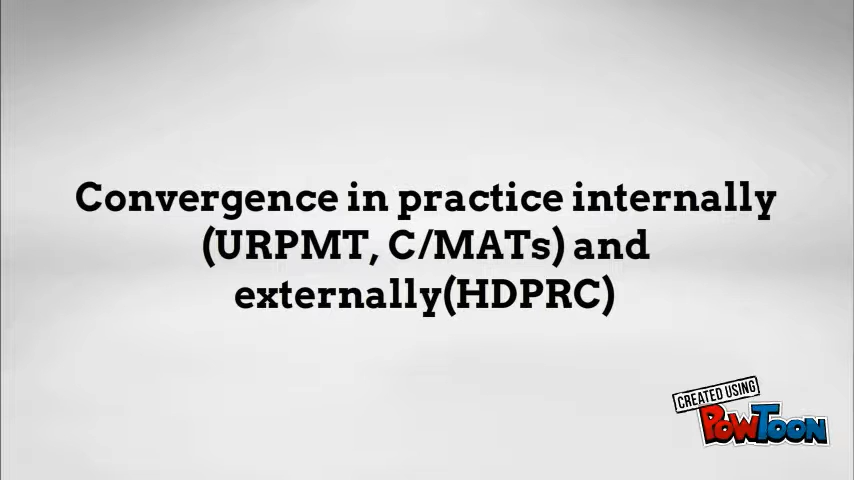 Convergence in practice internally
(URPMT, C/MATs) and
externally(HDPRC)
CREATED USING
POWTOON